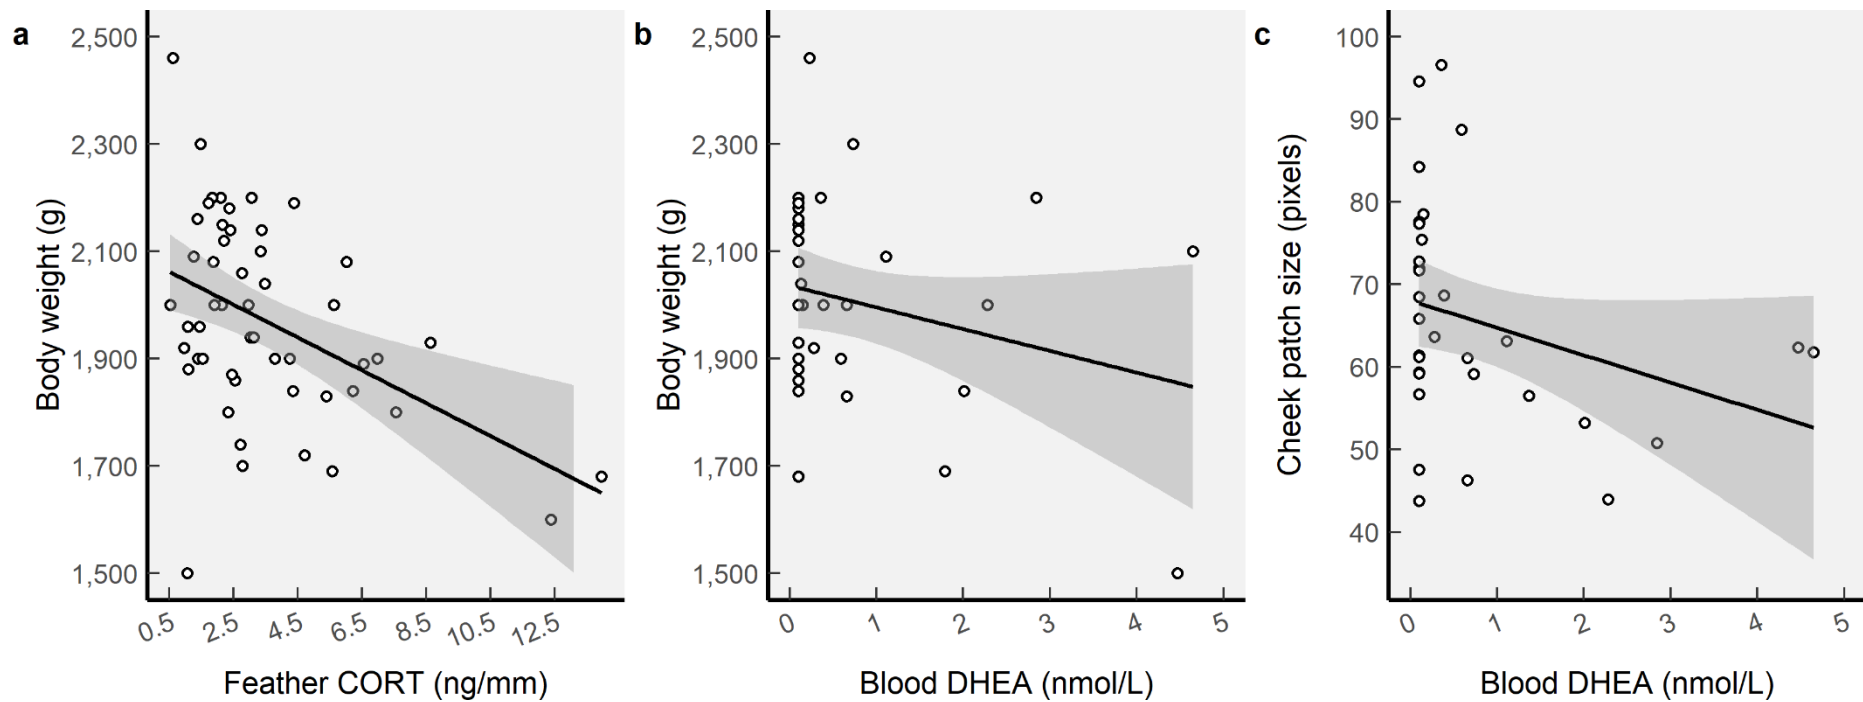 a
2,500
2,300
2,100
1,900
1,700
1,500
Body weight (g)
0.5 2.5 4.5 6.5 8.5 10.5 12.5
Feather CORT (ng/mm)
b
2,500
2,300
2,100
1,900
1,700
1,500
Body weight (g)
0 1 2 3 4 5
Blood DHEA (nmol/L)
c
100
90
80
70
60
50
40
Cheek patch size (pixels)
0 1 2 3 4 5
Blood DHEA (nmol/L)